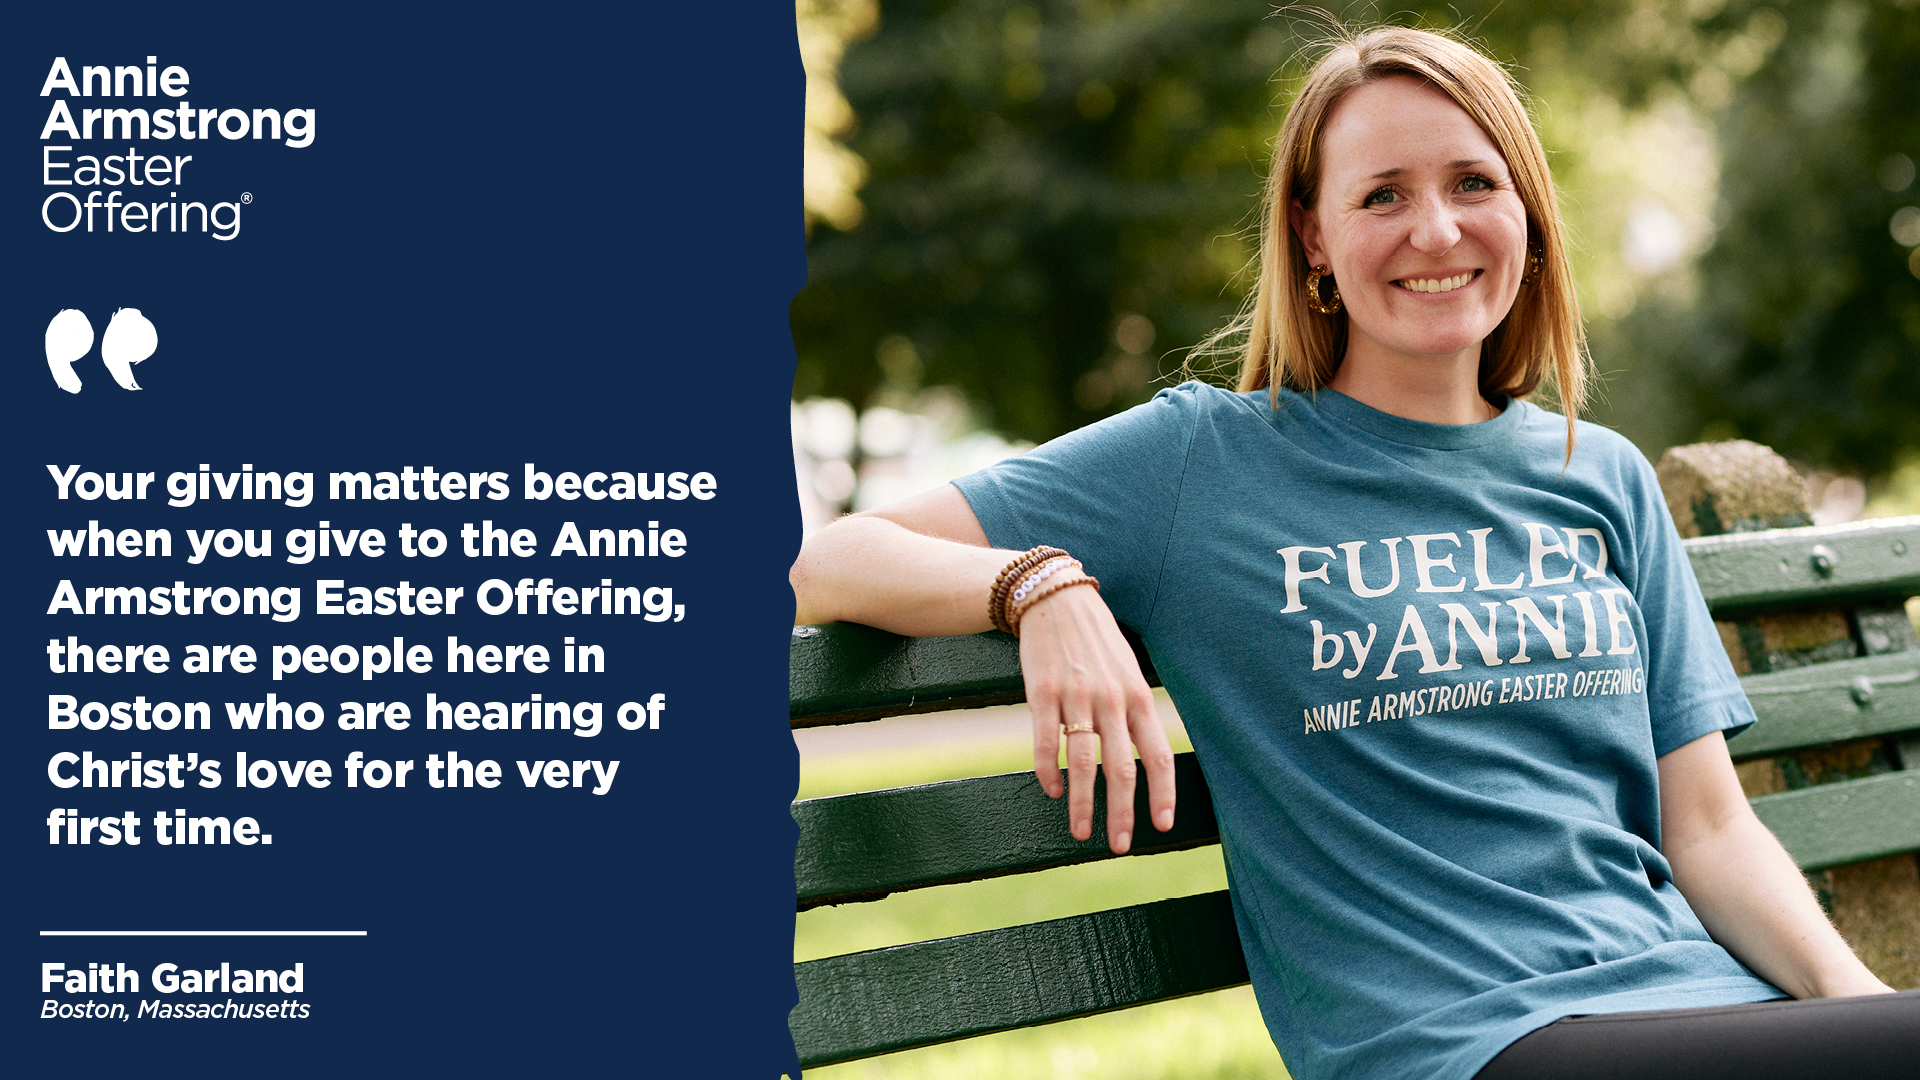 Annie
Armstrong
Easter
Offering®
Your giving matters because
when you give to the Annie
Armstrong Easter Offering,
there are people here in
Boston who are hearing of
Christ’s love for the very
first time.
Faith Garland
Boston, Massachusetts
FUELED
by ANNIE
ANNIE ARMSTRONG EASTER OFFERING